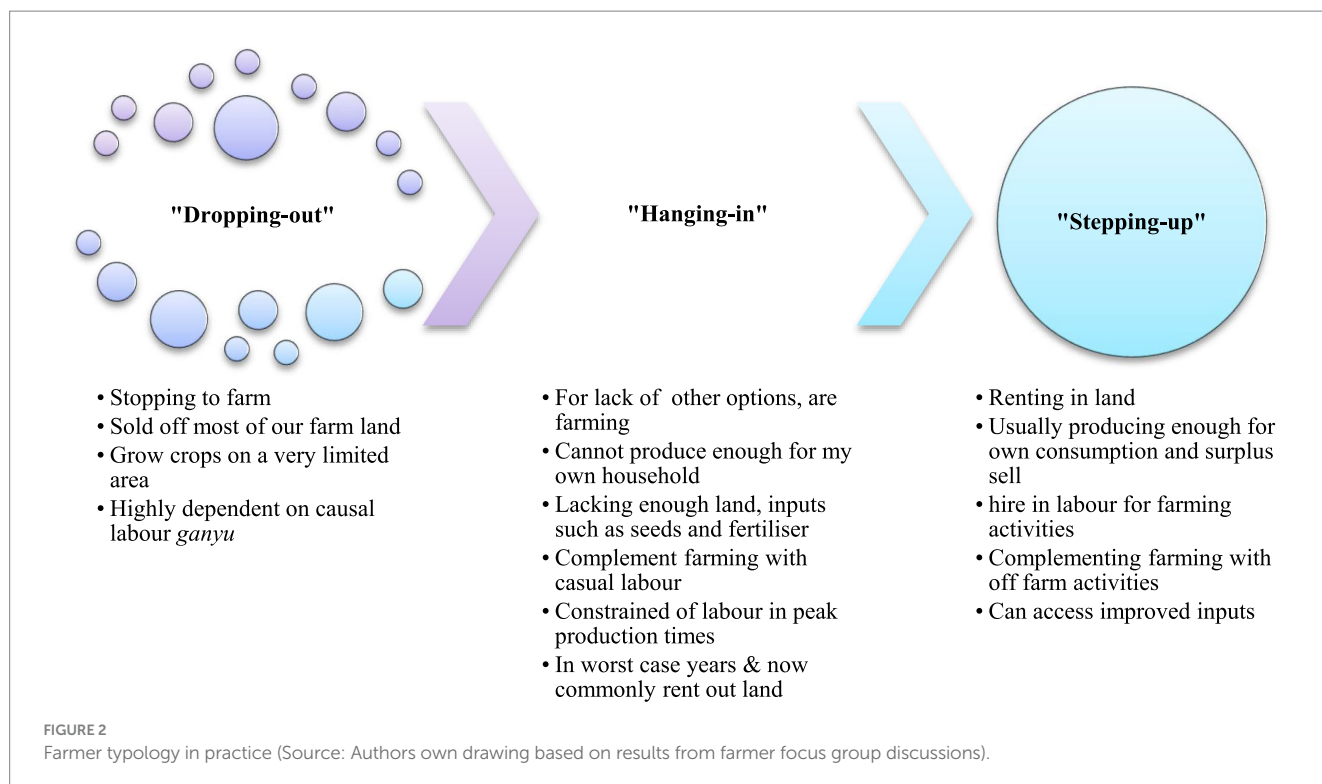 "Dropping-out"
"Hanging-in"
"Stepping-up"
• Stopping to farm
• Sold off most of our farm land
• Grow crops on a very limited
area
• Highly dependent on causal
labour ganyu
• For lack of other options, are
farming
• Cannot produce enough for my
own household
• Lacking enough land, inputs
such as seeds and fertiliser
• Complement farming with
casual labour
• Constrained of labour in peak
production times
• In worst case years & now
commonly rent out land
• Renting in land
• Usually producing enough for
own consumption and surplus
sell
• hire in labour for farming
activities
• Complementing farming with
off farm activities
• Can access improved inputs
FIGURE 2
Farmer typology in practice (Source: Authors own drawing based on results from farmer focus group discussions).